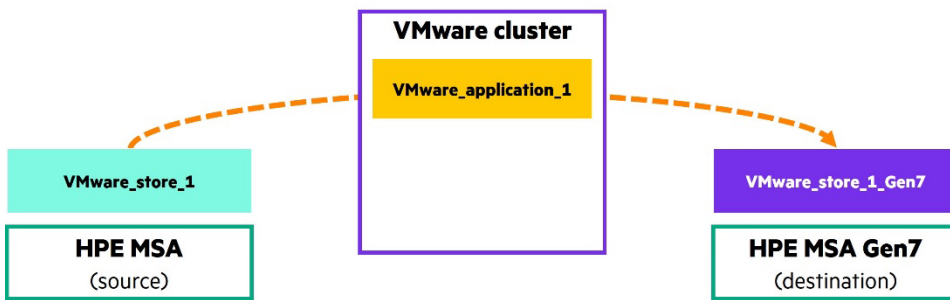 VMware cluster
VMware_application_1
VMware_store_1
VMware_store_1_Gen7
HPE MSA
(source)
HPE MSA Gen7
(destination)